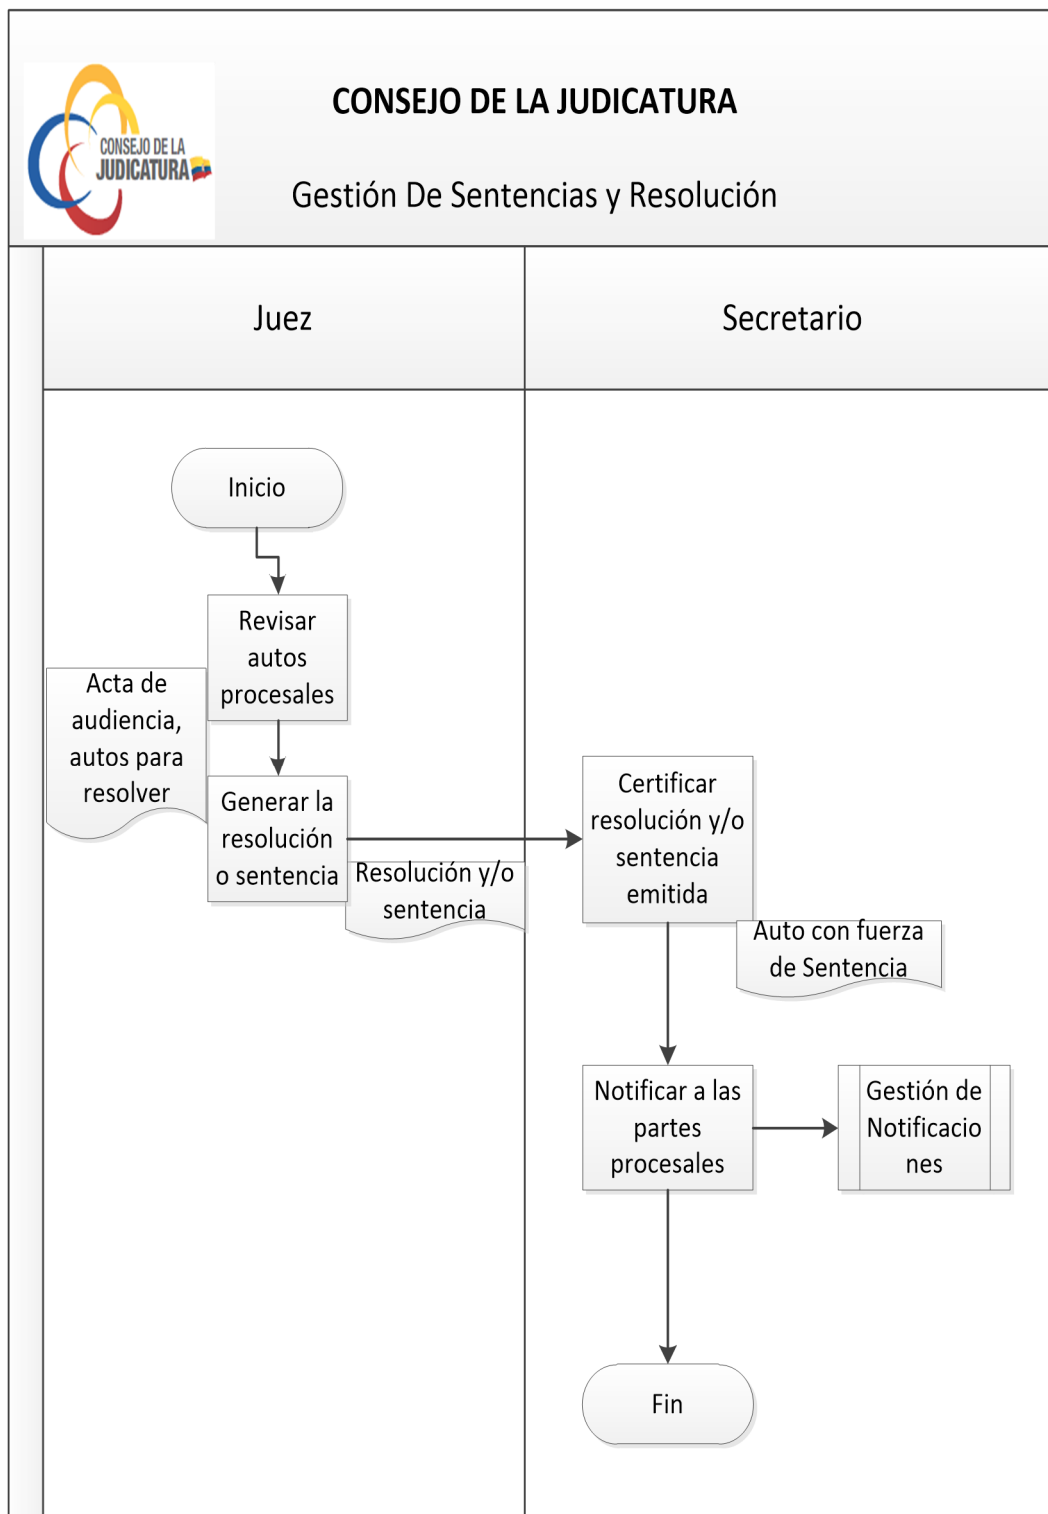 CONSEJO DE LA
JUDICATURA
CONSEJO DE LA JUDICATURA
Gestión De Sentencias y Resolución
Juez
Secretario
Inicio
Revisar
autos
procesales
Acta de
audiencia,
autos para
resolver
Generar la
resolución
o sentencia
Resolución y/o
sentencia
Certificar
resolución y/o
sentencia
emitida
Auto con fuerza
de Sentencia
Notificar a las
partes
procesales
Gestión de
Notificacio
nes
Fin